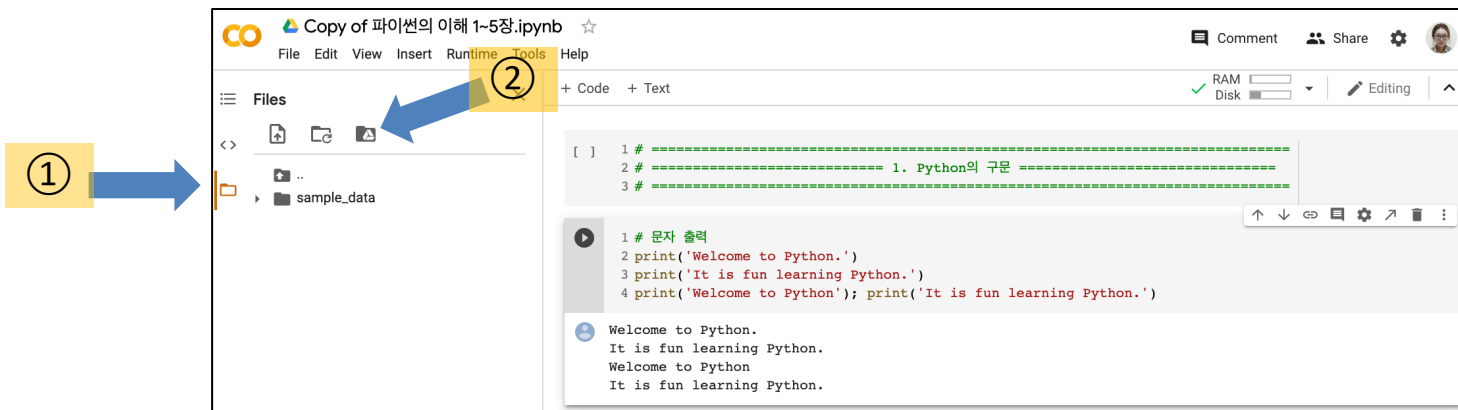 Copy of 파이썬의 이해 1~5장.ipynb
File Edit View Insert Runtime Tools Help
Comment Share
①
②
Files
..
sample_data
+ Code + Text
RAM
Disk
Editing
[ ] 1 # =============================================================================
2 # ============================ 1. Python의 구문 ===============================
3 # =============================================================================
1 # 문자 출력
2 print('Welcome to Python.')
3 print('It is fun learning Python.')
4 print('Welcome to Python'); print('It is fun learning Python.')
Welcome to Python.
It is fun learning Python.
Welcome to Python
It is fun learning Python.